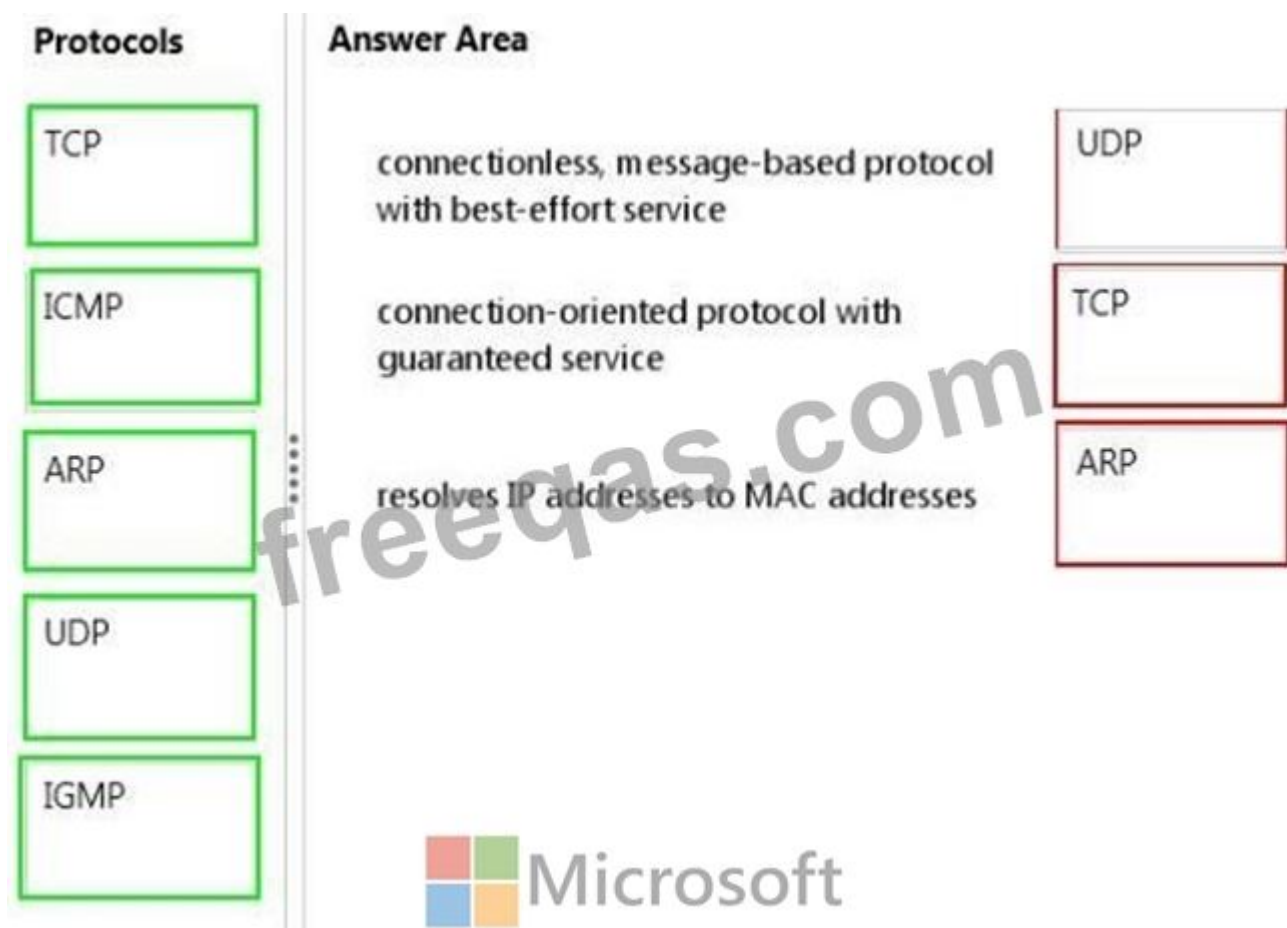 Protocols
Answer Area
TCP
ICMP
ARP
UDP
IGMP
connectionless, message-based protocol
with best-effort service
UDP
connection-oriented protocol with
guaranteed service
TCP
resolves IP addresses to MAC addresses
ARP
freeqas.com
Microsoft